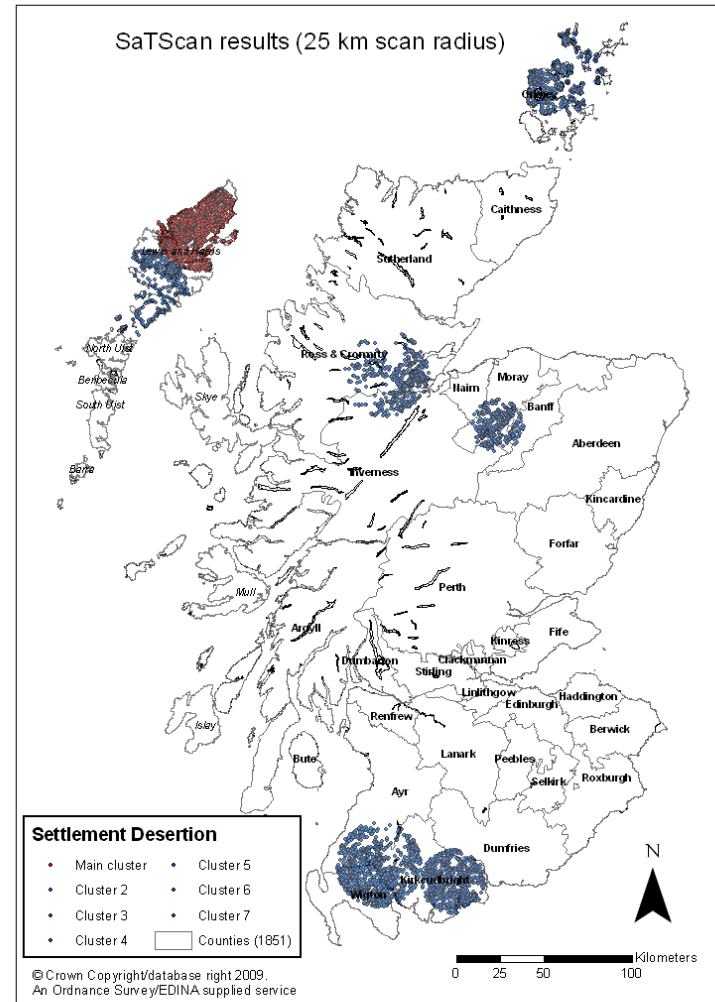 SaTScan results (25 km scan radius)
Orkney
Caithness
Sutherland
Lewis and Harris
North Uist
Benbecula
South Uist
Barra
Skye
Ross & Cromarty
Nairn
Moray
Banff
Aberdeen
Inverness
Kincardine
Forfar
Perth
Mull
Argyll
Fife
Kinross
Clackmannan
Dumbarton
Stirling
Linlithgow
Haddington
Edinburgh
Berwick
Islay
Renfrew
Bute
Lanark
Peebles
Selkirk
Roxburgh
Ayr
Dumfries
Kirkcudbright
Wigton
Settlement Desertion
Main cluster
Cluster 2
Cluster 3
Cluster 4
Cluster 5
Cluster 6
Cluster 7
Counties (1851)
N
Kilometers
0 25 50 100
© Crown Copyright/database right 2009.
An Ordnance Survey/EDINA supplied service